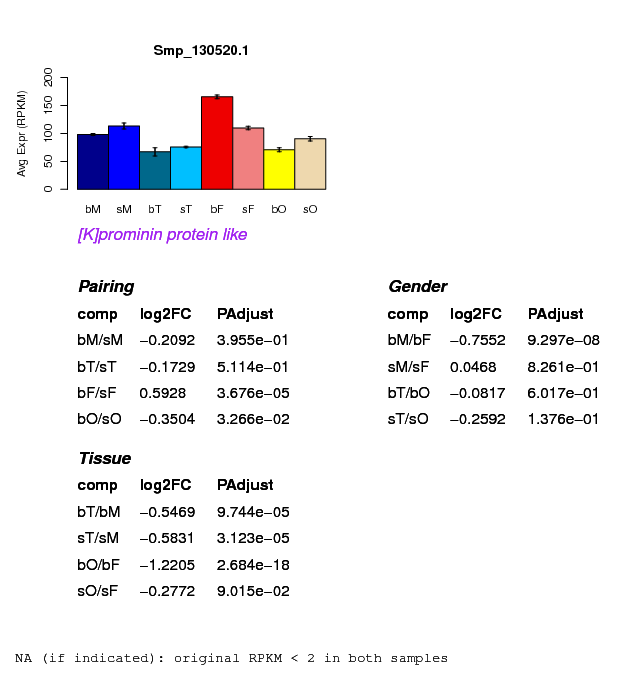 Smp_130520.1
Avg Expr (RPKM)
0 50 100 150 200
bM sM bT sT bF sF bO sO
[K]prominin protein like
Pairing
comp log2FC PAdjust
bM/sM −0.2092 3.955e−01
bT/sT −0.1729 5.114e−01
bF/sF 0.5928 3.676e−05
bO/sO −0.3504 3.266e−02
Gender
comp log2FC PAdjust
bM/bF −0.7552 9.297e−08
sM/sF 0.0468 8.261e−01
bT/bO −0.0817 6.017e−01
sT/sO −0.2592 1.376e−01
Tissue
comp log2FC PAdjust
bT/bM −0.5469 9.744e−05
sT/sM −0.5831 3.123e−05
bO/bF −1.2205 2.684e−18
sO/sF −0.2772 9.015e−02
NA (if indicated): original RPKM < 2 in both samples